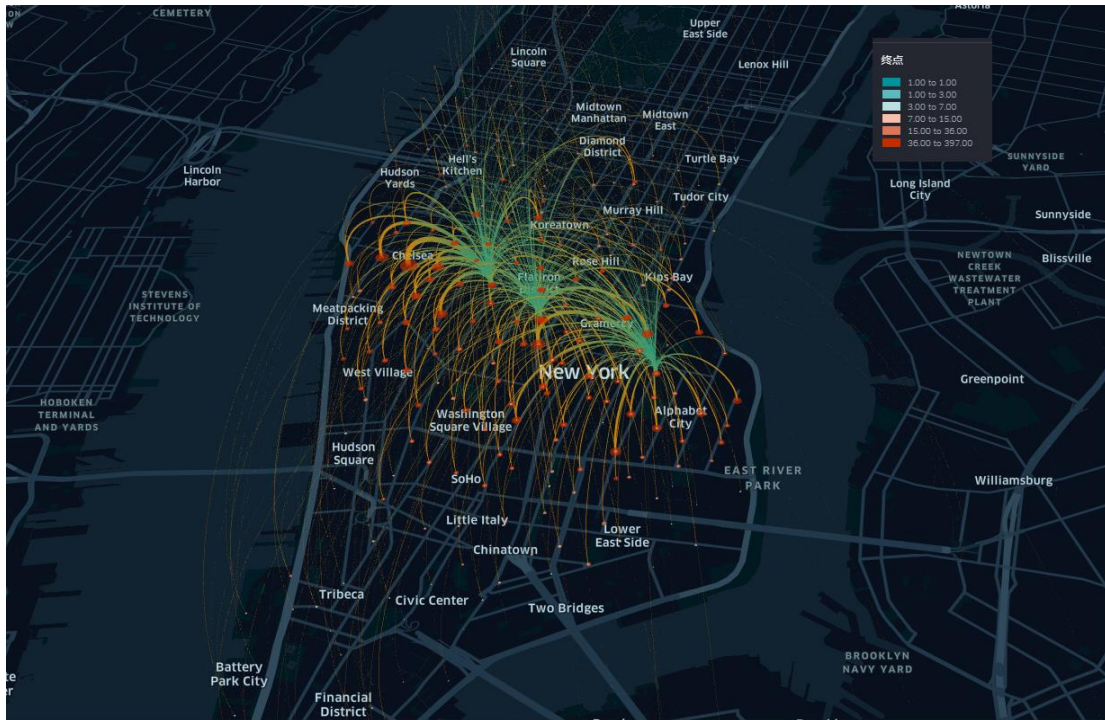 CEMETERY
Astoria
Upper
East Side
Lincoln
Square
Lenox Hill
终点
1.00 to 1.00
1.00 to 3.00
3.00 to 7.00
7.00 to 15.00
15.00 to 36.00
36.00 to 397.00
Midtown
Manhattan
Midtown
East
Diamond
District
Turtle Bay
Hell's
Kitchen
Hudson
Yards
Lincoln
Harbor
SUNNYSIDE
YARD
Long Island
City
Tudor City
Murray Hill
Koreatown
Sunnyside
Chelsea
Rose Hill
Kips Bay
Flatiron
District
Blissville
NEWTOWN
CREEK
WASTEWATER
TREATMENT
PLANT
STEVENS
INSTITUTE OF
TECHNOLOGY
Meatpacking
District
Gramercy
West Village
New York
Greenpoint
HOBOKEN
TERMINAL
AND YARDS
Washington
Square Village
Alphabet
City
Hudson
Square
EAST RIVER
PARK
SoHo
Williamsburg
Little Italy
Lower
East Side
Chinatown
Tribeca
Civic Center
Two Bridges
BROOKLYN
NAVY YARD
Battery
Park City
Financial
District